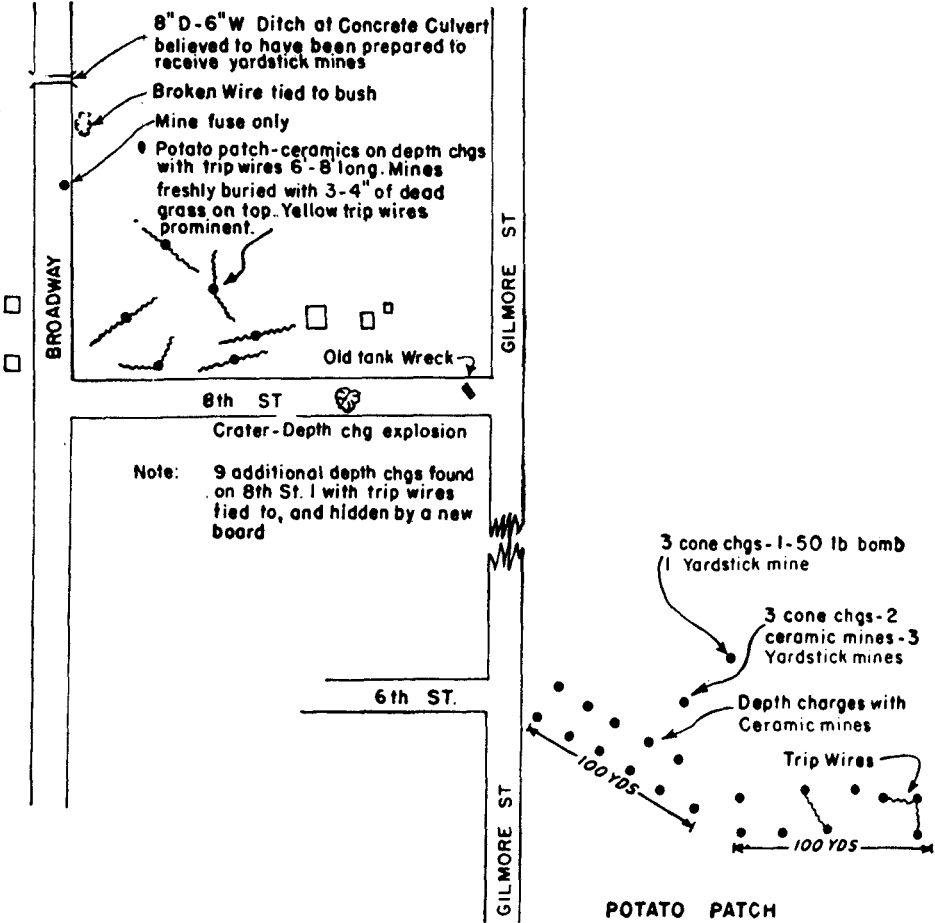 8"D-6"W Ditch at Concrete Culvert
believed to have been prepared to
receive yardstick mines
Broken Wire tied to bush
Mine fuse only
Potato patch-ceramics on depth chgs
with trip wires 6'-8' long. Mines
freshly buried with 3-4" of dead
grass on top. Yellow trip wires
prominent.
BROADWAY
GILMORE ST
Old tank Wreck
8th ST
Crater-Depth chg explosion
Note: 9 additional depth chgs found
on 8th St. 1 with trip wires
tied to, and hidden by a new
board
3 cone chgs-1-50 lb bomb
1 Yardstick mine
3 cone chgs-2
ceramic mines-3
Yardstick mines
6th ST.
Depth charges with
Ceramic mines
Trip Wires
100 YDS
100 YDS
GILMORE ST
POTATO PATCH